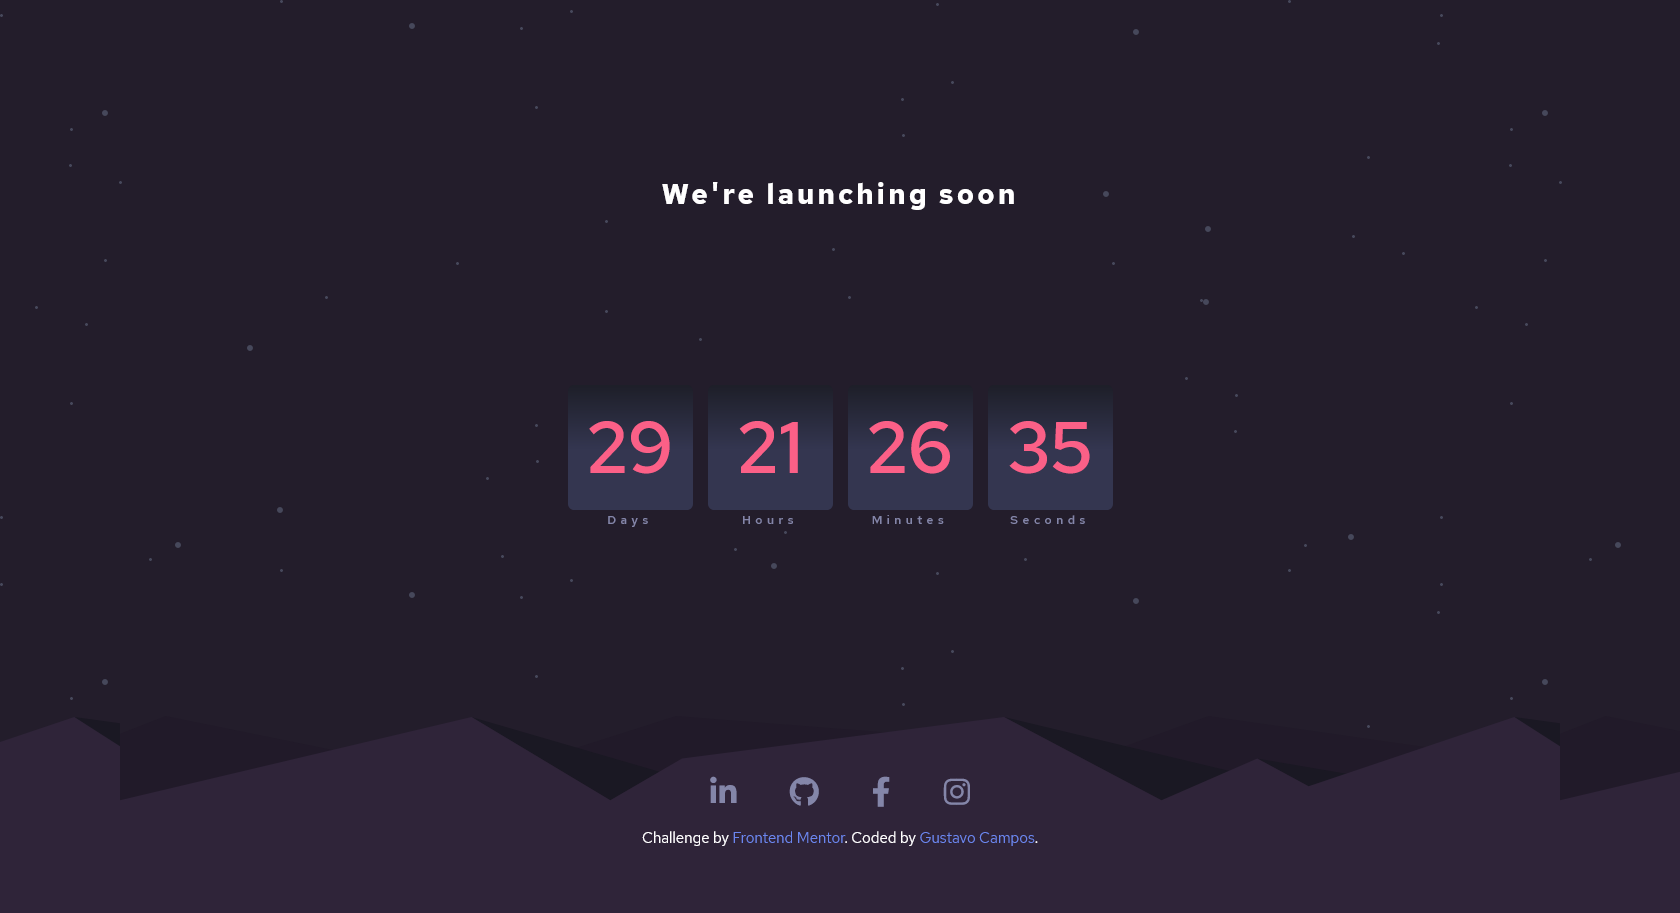 We're launching soon
29 21 26 35
Days Hours Minutes Seconds
Challenge by Frontend Mentor. Coded by Gustavo Campos.